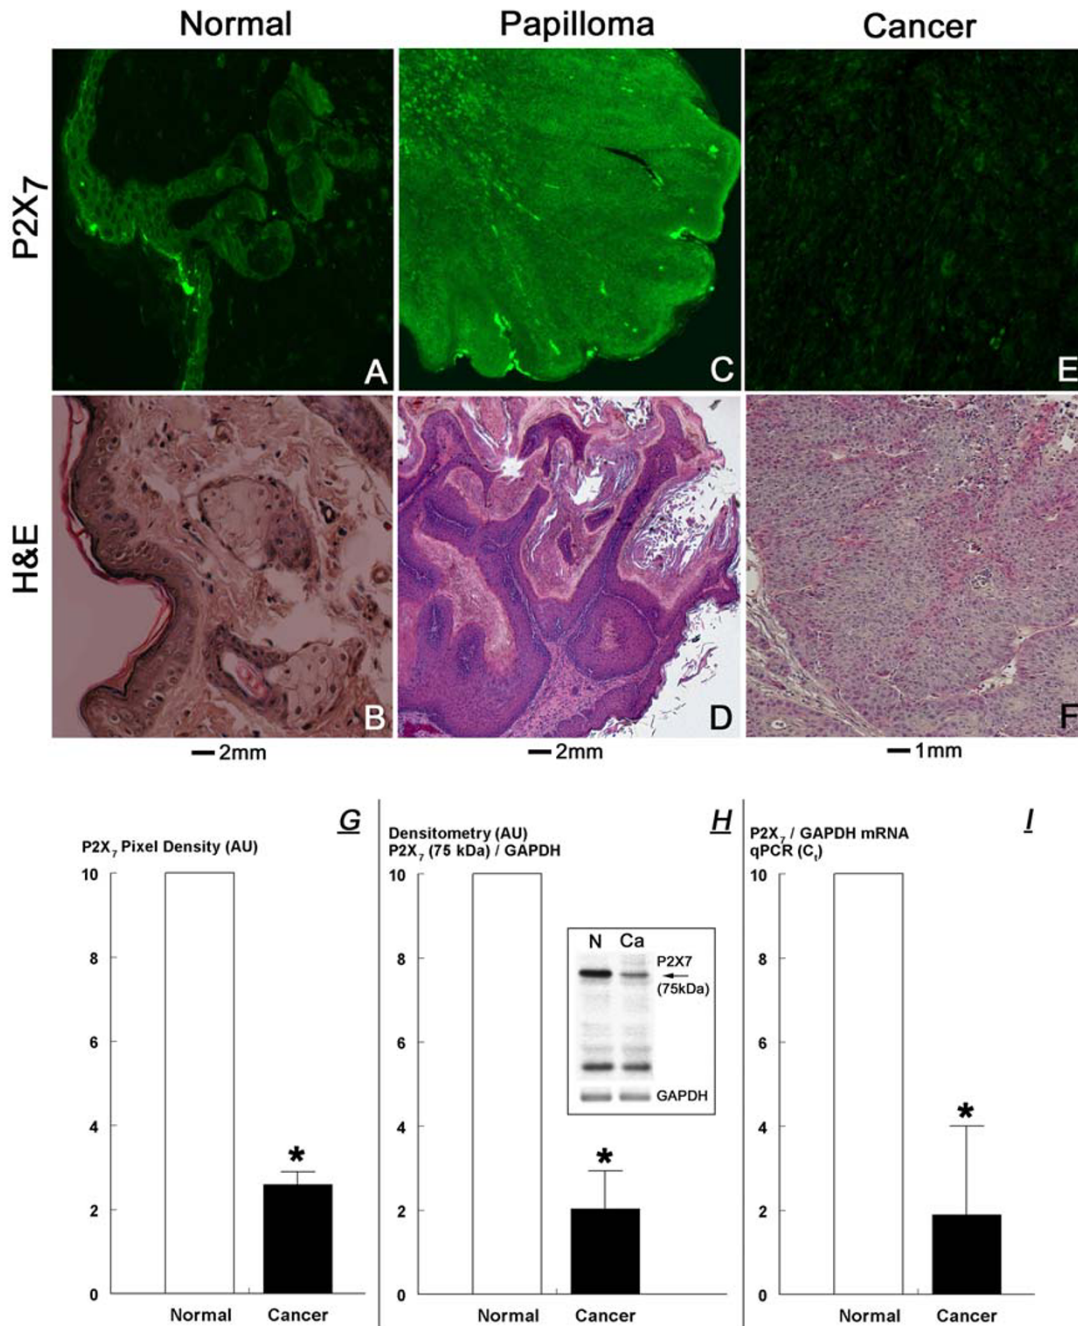 Normal Papilloma Cancer
P2X7
A C E
H&E
B D F
2mm 2mm 1mm
G H I
P2X7 Pixel Density (AU)
10
8
6
4
2
0
*
Normal Cancer
Densitometry (AU)
P2X7 (75 kDa) / GAPDH
10
8
6
4
2
0
N Ca
P2X7
(75kDa)
GAPDH
*
Normal Cancer
P2X7 / GAPDH mRNA
qPCR (Ct)
10
8
6
4
2
0
*
Normal Cancer